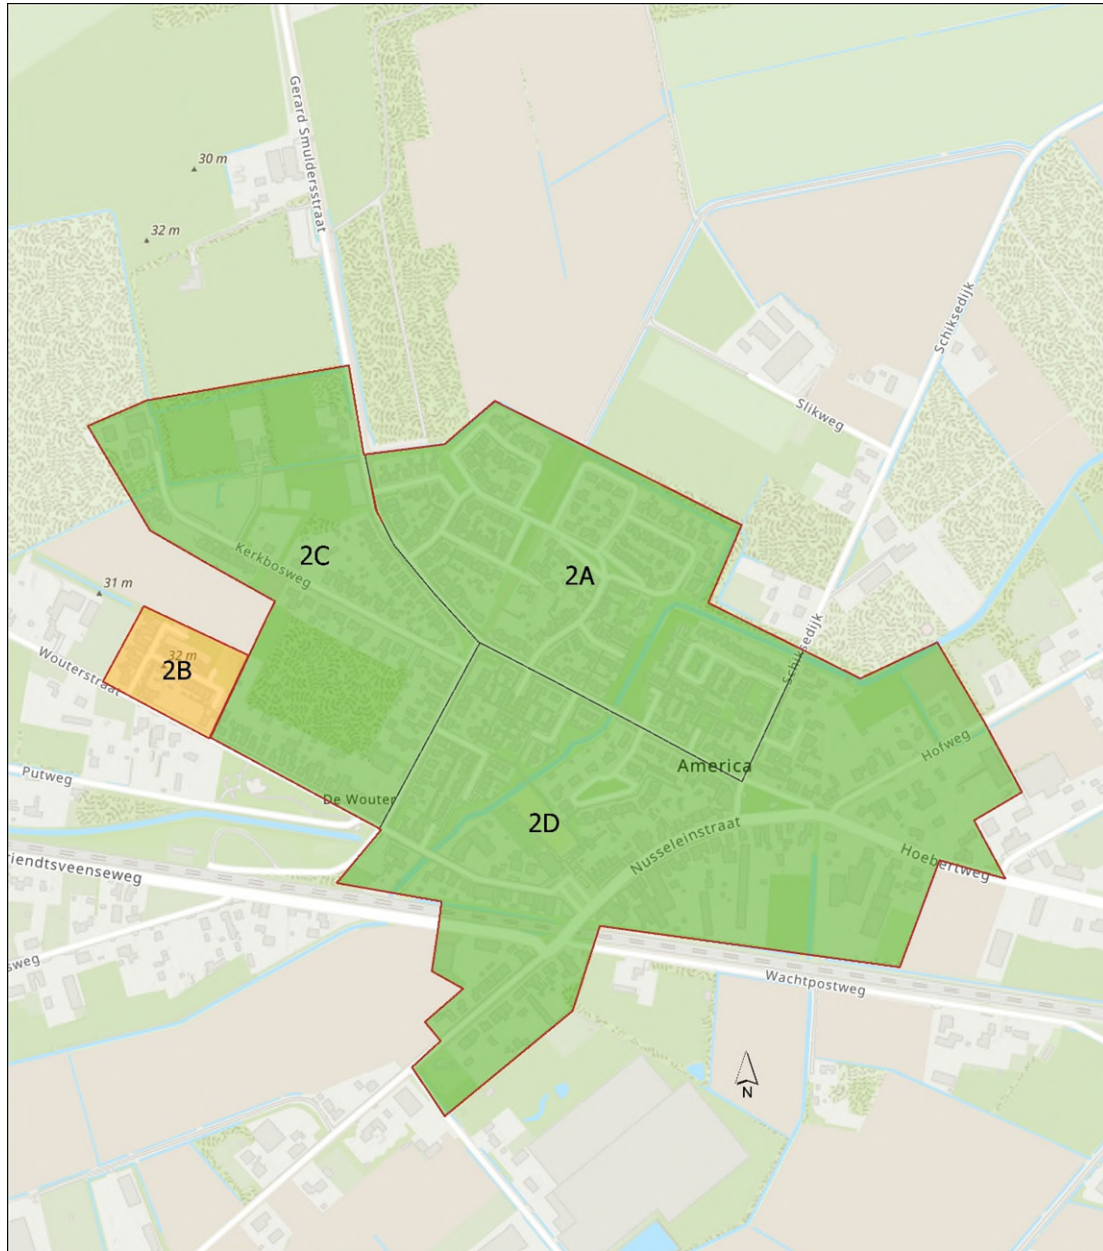 Gerard Smuldersstraat
30 m
32 m
Schiksedijk
Slikweg
2C
Kerkbosweg
2A
31 m
32 m
2B
Wouterstraat
Schiksedijk
Hofweg
America
Putweg
De Wouter
2D
Nusseleinstraat
Hoebertweg
riendtsveenseweg
sweg
Wachtpostweg
N